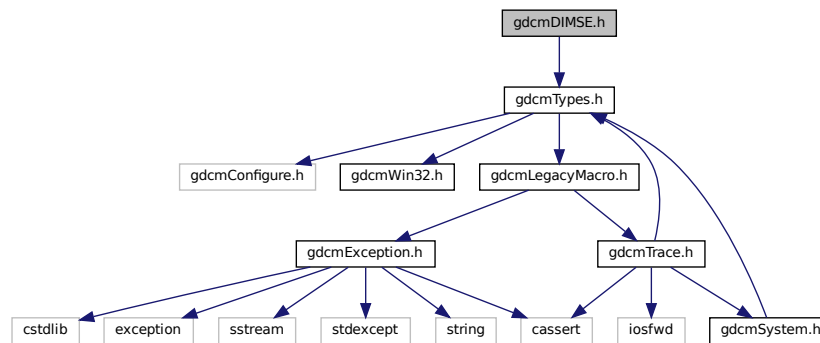 gdcmDIMSE.h
gdcmTypes.h
gdcmConfigure.h
gdcmWin32.h
gdcmLegacyMacro.h
gdcmException.h
gdcmTrace.h
cstdlib
exception
sstream
stdexcept
string
cassert
iosfwd
gdcmSystem.h